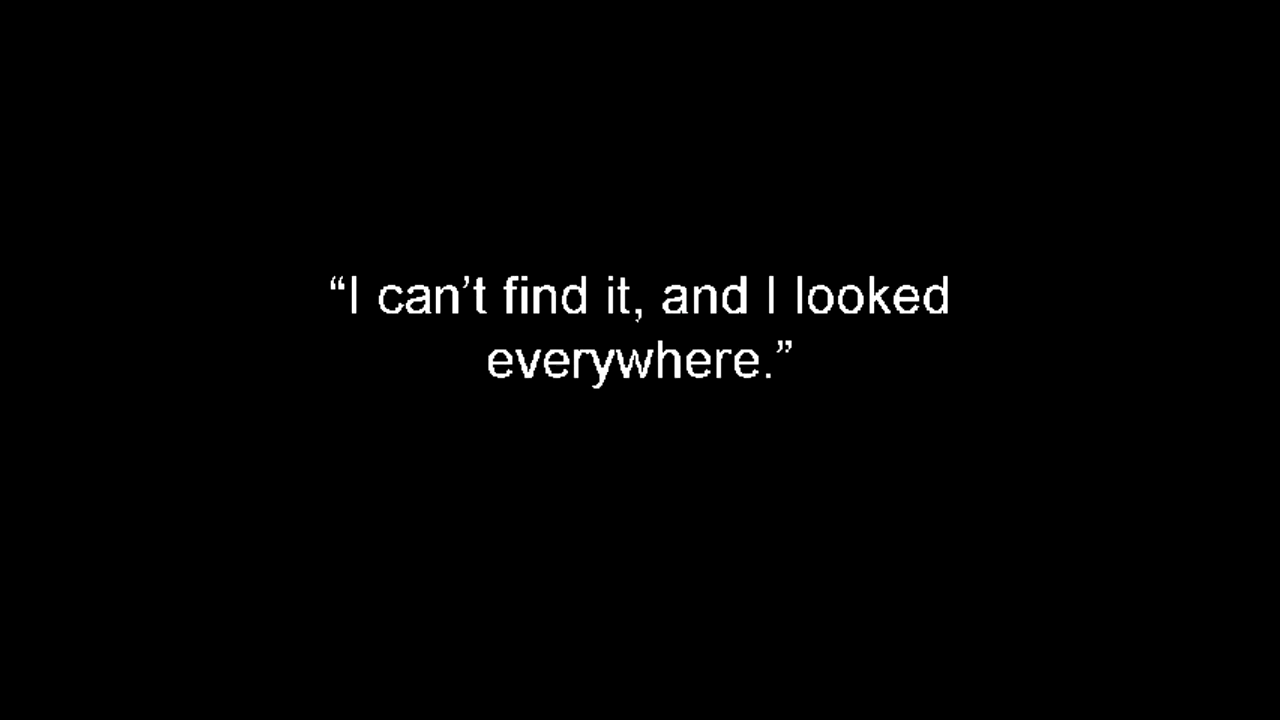 “I can’t find it, and I looked
everywhere.”